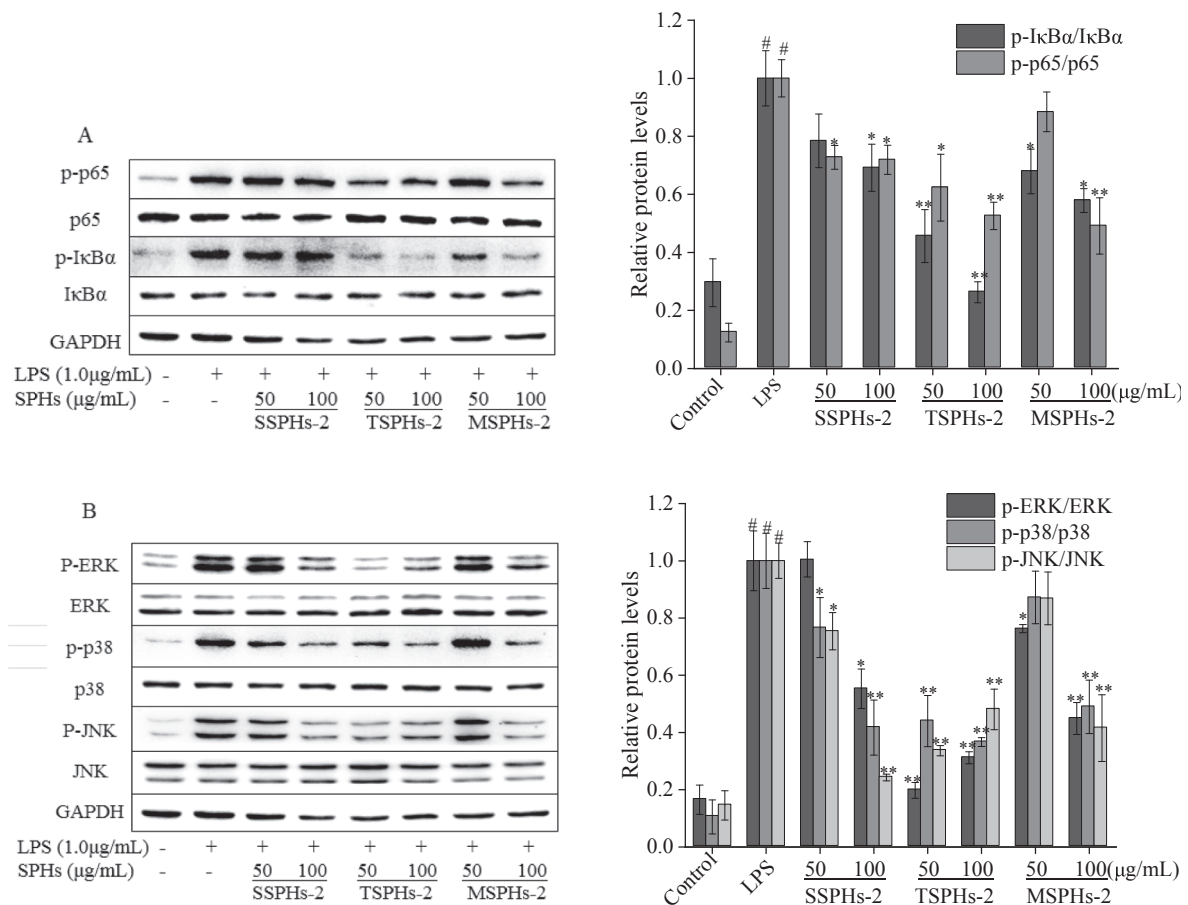 A
p-p65
p65
p-IκBα
IκBα
GAPDH
LPS (1.0μg/mL) - + + + + + + +
SPHs (μg/mL) - - 50 100 50 100 50 100
SSPHs-2 TSPHs-2 MSPHs-2
p-IκBα/IκBα
p-p65/p65
Relative protein levels
1.0
0.8
0.6
0.4
0.2
0.0
# #
* * * ** * ** ** * * **
Control LPS 50 100 50 100 50 100 (μg/mL)
SSPHs-2 TSPHs-2 MSPHs-2
B
P-ERK
ERK
p-p38
p38
P-JNK
JNK
GAPDH
LPS (1.0μg/mL) - + + + + + + +
SPHs (μg/mL) - - 50 100 50 100 50 100
SSPHs-2 TSPHs-2 MSPHs-2
p-ERK/ERK
p-p38/p38
p-JNK/JNK
Relative protein levels
1.2
1.0
0.8
0.6
0.4
0.2
0.0
# # #
* * * ** ** ** ** ** ** ** ** * ** ** **
Control LPS 50 100 50 100 50 100 (μg/mL)
SSPHs-2 TSPHs-2 MSPHs-2